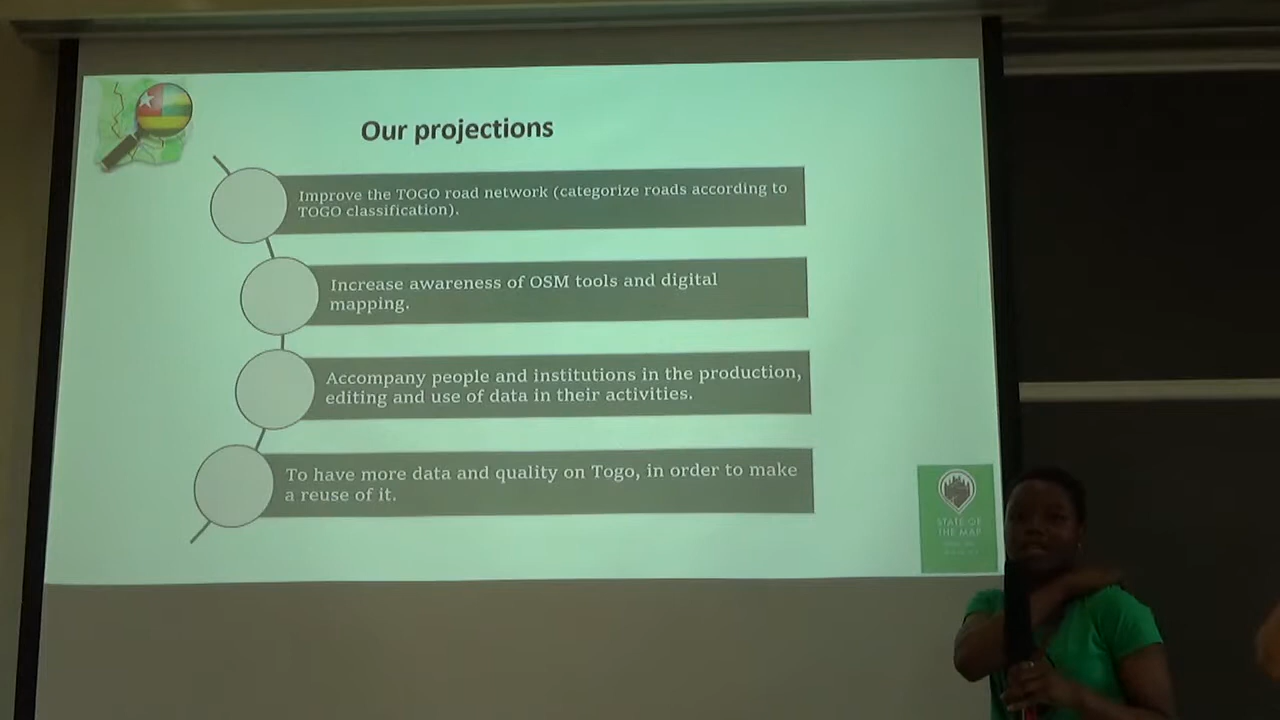 Our projections
Improve the TOGO road network (categorize roads according to
TOGO classification).
Increase awareness of OSM tools and digital
mapping.
Accompany people and institutions in the production,
editing and use of data in their activities.
To have more data and quality on Togo, in order to make
a reuse of it.
STATE OF
THE MAP